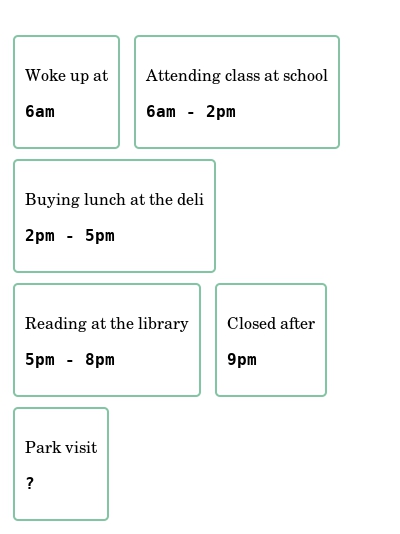 Woke up at
6am
Attending class at school
6am - 2pm
Buying lunch at the deli
2pm - 5pm
Reading at the library
5pm - 8pm
Closed after
9pm
Park visit
?